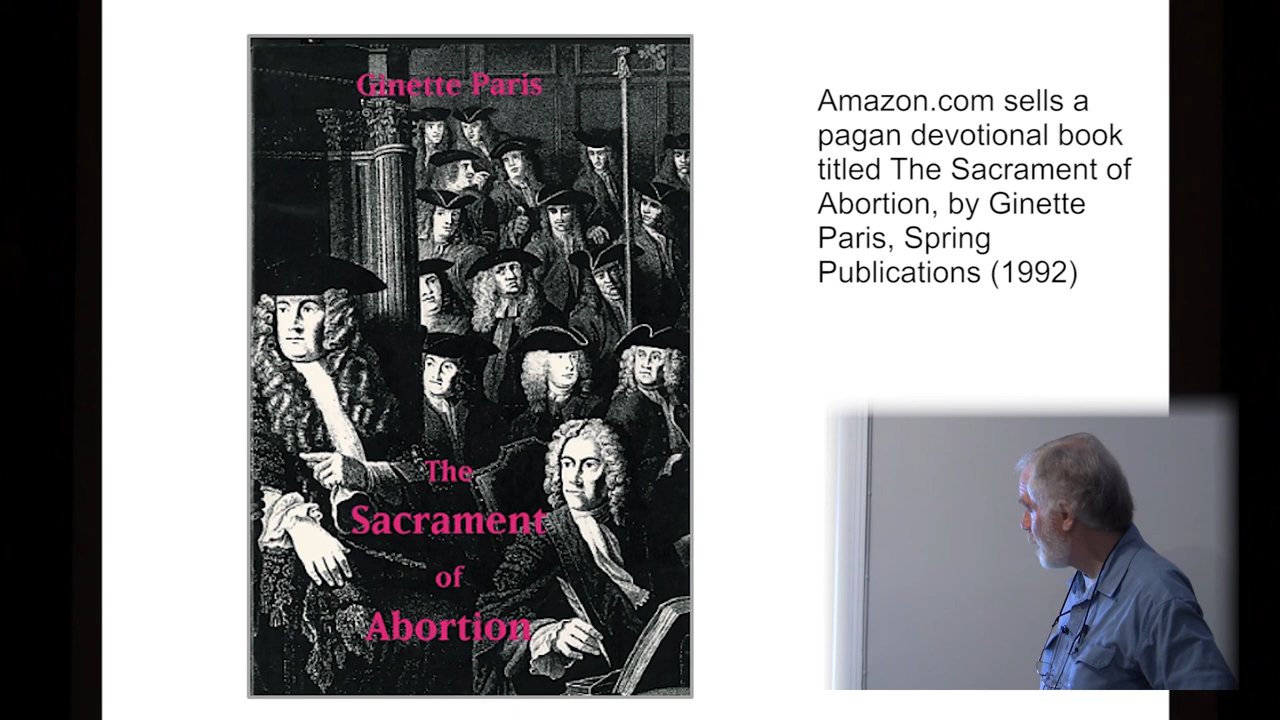 Ginette Paris
The
Sacrament
of
Abortion
Amazon.com sells a
pagan devotional book
titled The Sacrament of
Abortion, by Ginette
Paris, Spring
Publications (1992)